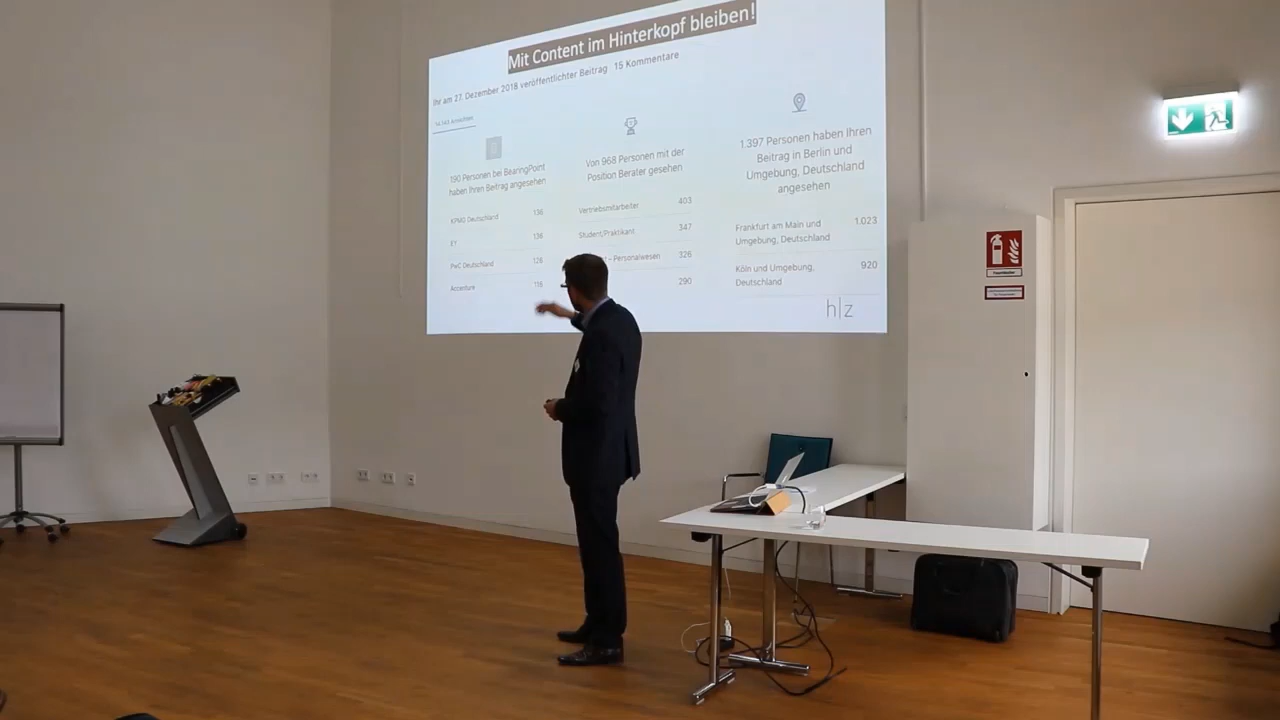 Mit Content im Hinterkopf bleiben!
Ihr am 27. Dezember 2018 veröffentlichter Beitrag 15 Kommentare
190 Personen bei BearingPoint
haben Ihren Beitrag angesehen
KPMG Deutschland 136
EY 136
PwC Deutschland 126
Accenture 118
Von 968 Personen mit der
Position Berater gesehen
Vertriebsmitarbeiter 403
Student/Praktikant 347
– Personalwesen 326
290
1.397 Personen haben Ihren
Beitrag in Berlin und
Umgebung, Deutschland
angesehen
Frankfurt am Main und 1.023
Umgebung, Deutschland
Köln und Umgebung, 920
Deutschland
h|z
Feuerlöscher